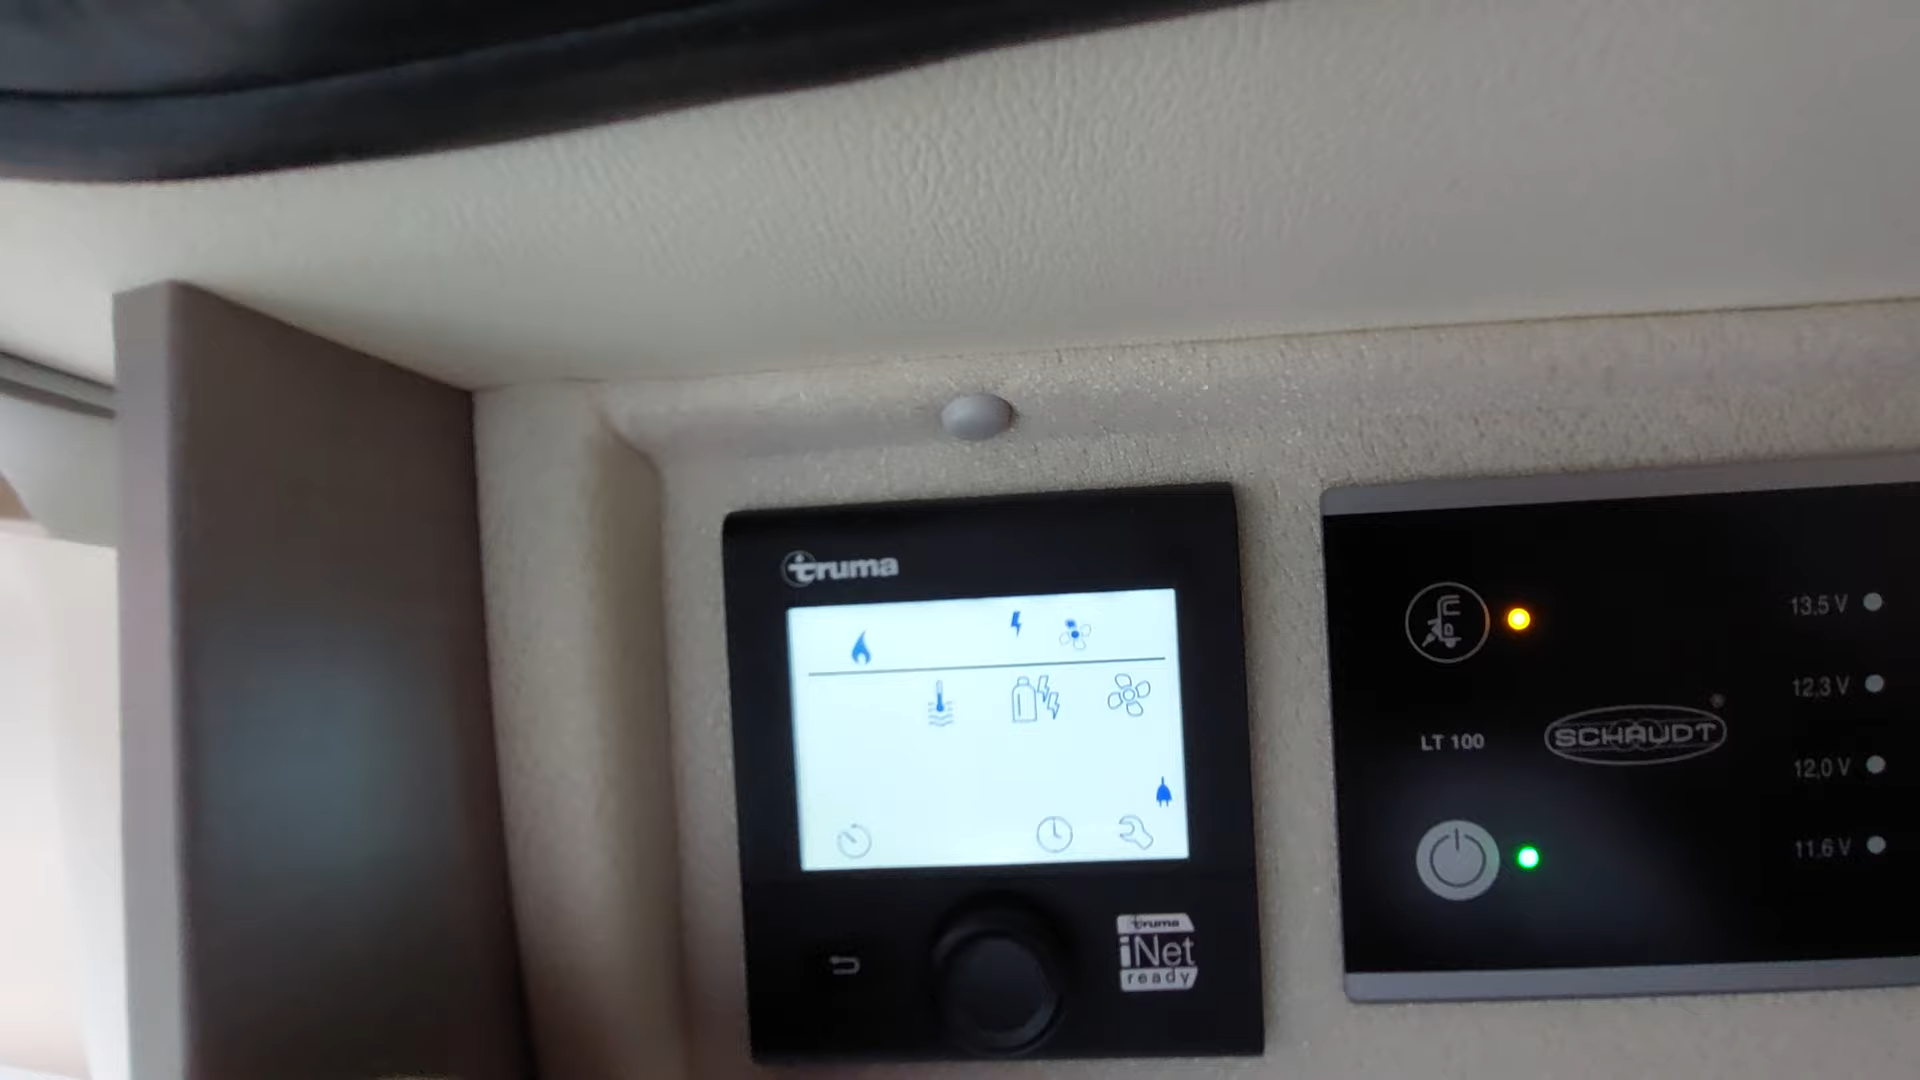 truma
truma
iNet
ready
13,5 V
12,3 V
LT 100
SCHAUDT®
12,0 V
11,6 V